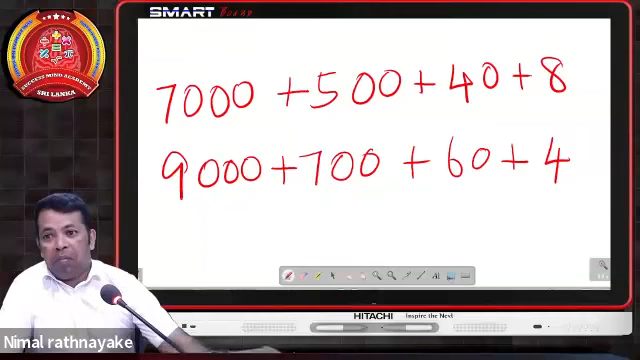 SMART Board
SUCCESS MIND ACADEMY
SRI LANKA
7000 + 500 + 40 + 8
9000 + 700 + 60 + 4
HITACHI Inspire the Next
Nimal rathnayake